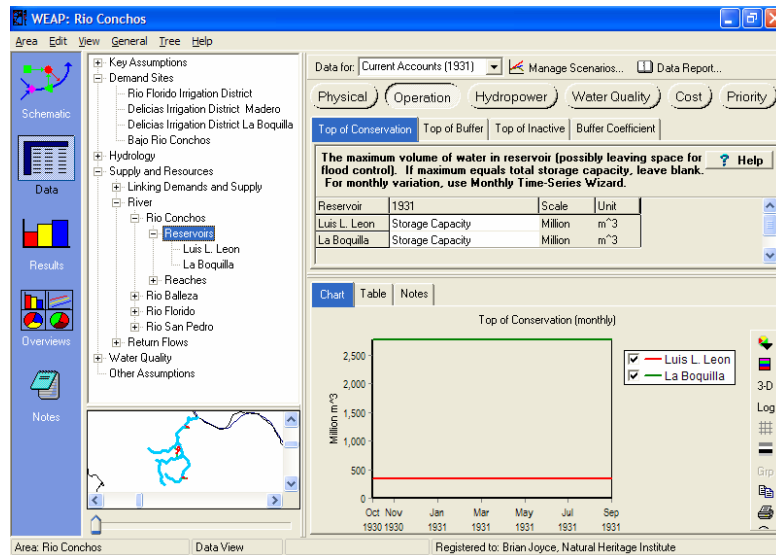 WEAP: Rio Conchos
Area Edit View General Tree Help
Schematic
Data
Results
Overviews
Notes
Key Assumptions
Demand Sites
Rio Florido Irrigation District
Delicias Irrigation District Madero
Delicias Irrigation District La Boquilla
Bajo Rio Conchos
Hydrology
Supply and Resources
Linking Demands and Supply
River
Rio Conchos
Reservoirs
Luis L. Leon
La Boquilla
Reaches
Rio Balleza
Rio Florido
Rio San Pedro
Return Flows
Water Quality
Other Assumptions
Data for: Current Accounts (1931) Manage Scenarios... Data Report...
Physical Operation Hydropower Water Quality Cost Priority
Top of Conservation Top of Buffer Top of Inactive Buffer Coefficient
The maximum volume of water in reservoir (possibly leaving space for
flood control). If maximum equals total storage capacity, leave blank.
For monthly variation, use Monthly Time-Series Wizard.
? Help
Reservoir 1931 Scale Unit
Luis L. Leon Storage Capacity Million m^3
La Boquilla Storage Capacity Million m^3
Chart Table Notes
Top of Conservation (monthly)
Million m^3
2,500
2,000
1,500
1,000
500
0
Oct Nov Jan Mar May Jul Sep
1930 1930 1931 1931 1931 1931 1931
Luis L. Leon
La Boquilla
3-D
Log
Grp
Area: Rio Conchos Data View Registered to: Brian Joyce, Natural Heritage Institute